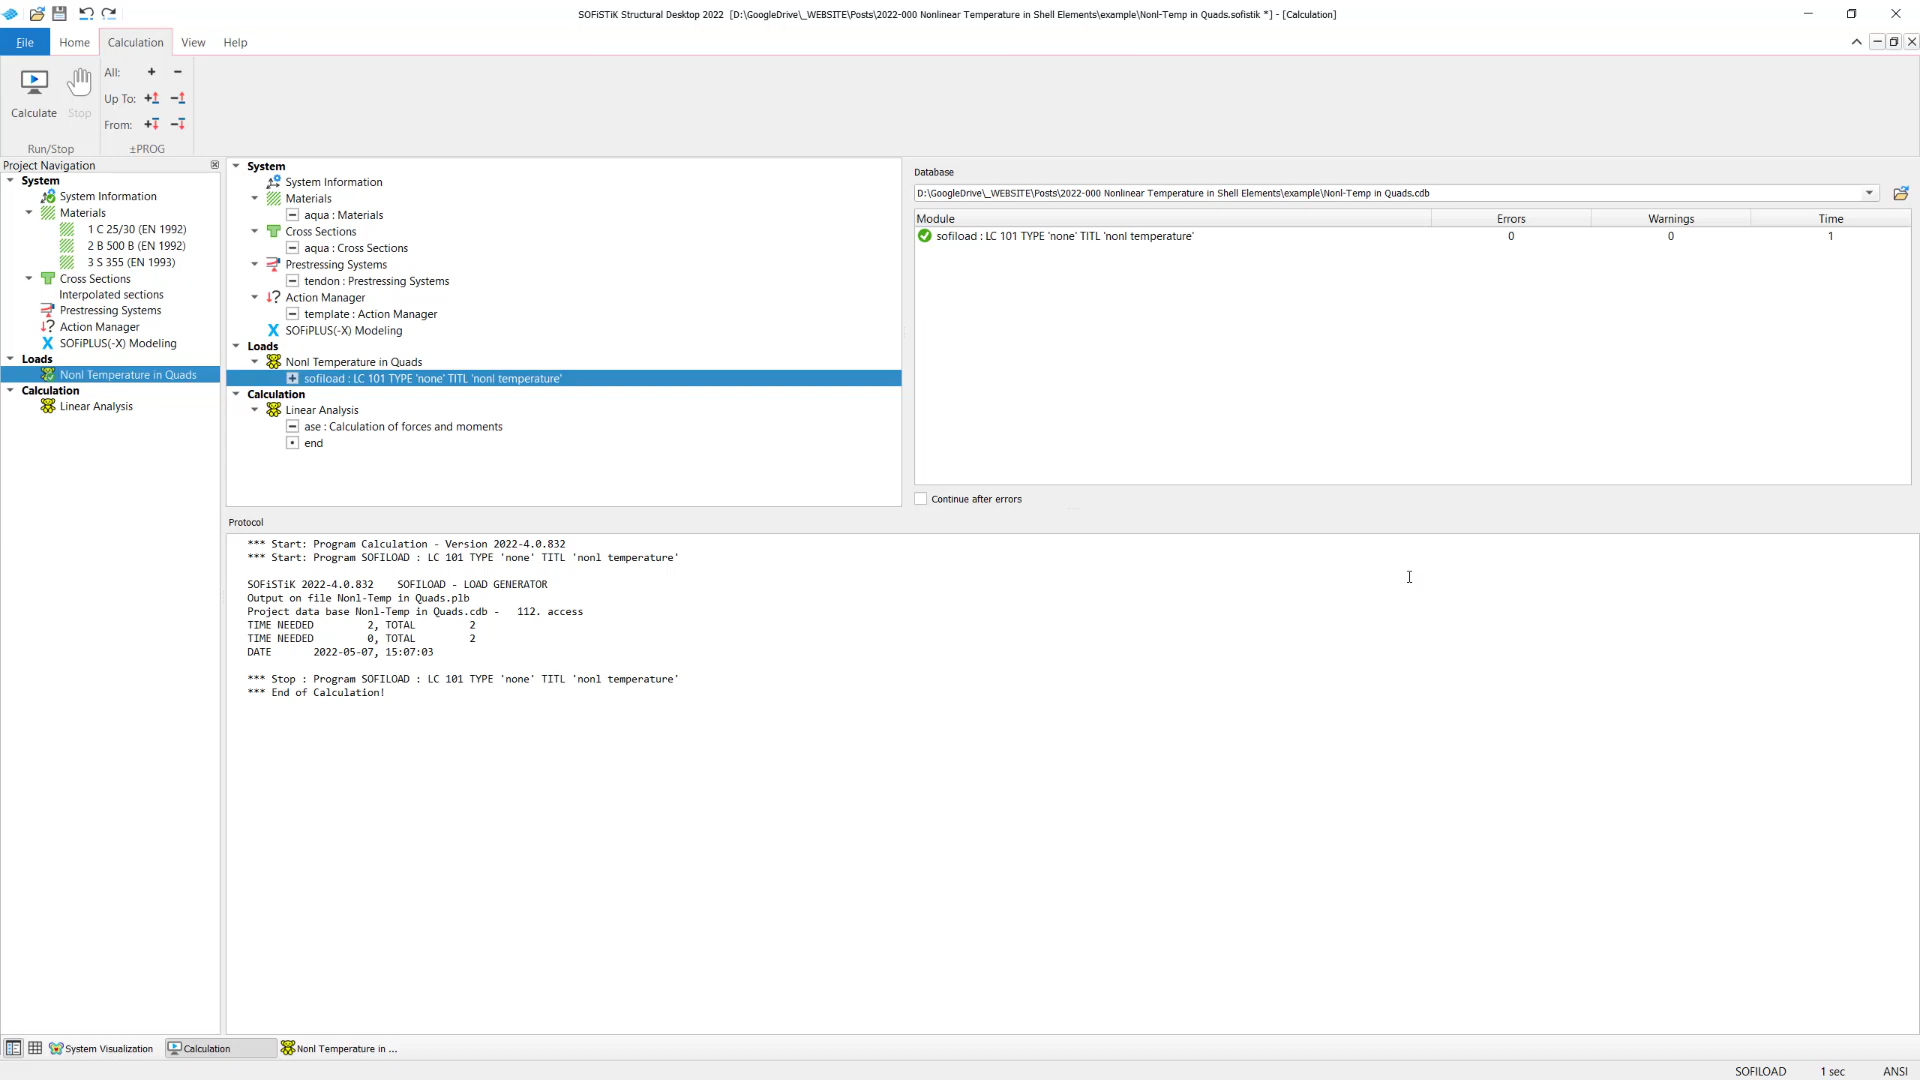 SOFiSTiK Structural Desktop 2022 [D:\GoogleDrive\_WEBSITE\Posts\2022-000 Nonlinear Temperature in Shell Elements\example\Nonl-Temp in Quads.sofistik *] - [Calculation]
File Home Calculation View Help
All:
Up To:
From:
Calculate Stop
Run/Stop ±PROG
Project Navigation
System
System Information
Materials
1 C 25/30 (EN 1992)
2 B 500 B (EN 1992)
3 S 355 (EN 1993)
Cross Sections
Interpolated sections
Prestressing Systems
Action Manager
SOFiPLUS(-X) Modeling
Loads
Nonl Temperature in Quads
Calculation
Linear Analysis
System
System Information
Materials
aqua : Materials
Cross Sections
aqua : Cross Sections
Prestressing Systems
tendon : Prestressing Systems
Action Manager
template : Action Manager
SOFiPLUS(-X) Modeling
Loads
Nonl Temperature in Quads
sofiload : LC 101 TYPE 'none' TITL 'nonl temperature'
Calculation
Linear Analysis
ase : Calculation of forces and moments
end
Database
D:\GoogleDrive\_WEBSITE\Posts\2022-000 Nonlinear Temperature in Shell Elements\example\Nonl-Temp in Quads.cdb
Module Errors Warnings Time
sofiload : LC 101 TYPE 'none' TITL 'nonl temperature' 0 0 1
Continue after errors
Protocol
*** Start: Program Calculation - Version 2022-4.0.832
*** Start: Program SOFILOAD : LC 101 TYPE 'none' TITL 'nonl temperature'
SOFiSTiK 2022-4.0.832 SOFILOAD - LOAD GENERATOR
Output on file Nonl-Temp in Quads.plb
Project data base Nonl-Temp in Quads.cdb - 112. access
TIME NEEDED 2, TOTAL 2
TIME NEEDED 0, TOTAL 2
DATE 2022-05-07, 15:07:03
*** Stop : Program SOFILOAD : LC 101 TYPE 'none' TITL 'nonl temperature'
*** End of Calculation!
System Visualization Calculation Nonl Temperature in ...
SOFILOAD 1 sec ANSI